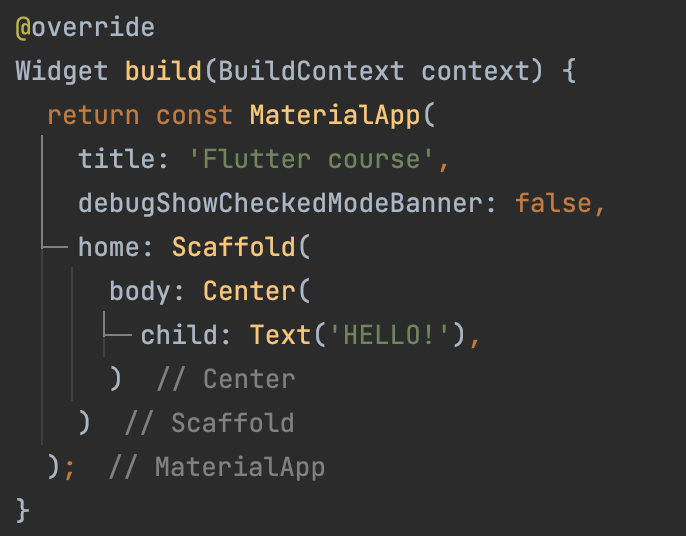 @override
Widget build(BuildContext context) {
  return const MaterialApp(
    title: 'Flutter course',
    debugShowCheckedModeBanner: false,
    home: Scaffold(
      body: Center(
        child: Text('HELLO!'),
      )  // Center
    )  // Scaffold
  );  // MaterialApp
}